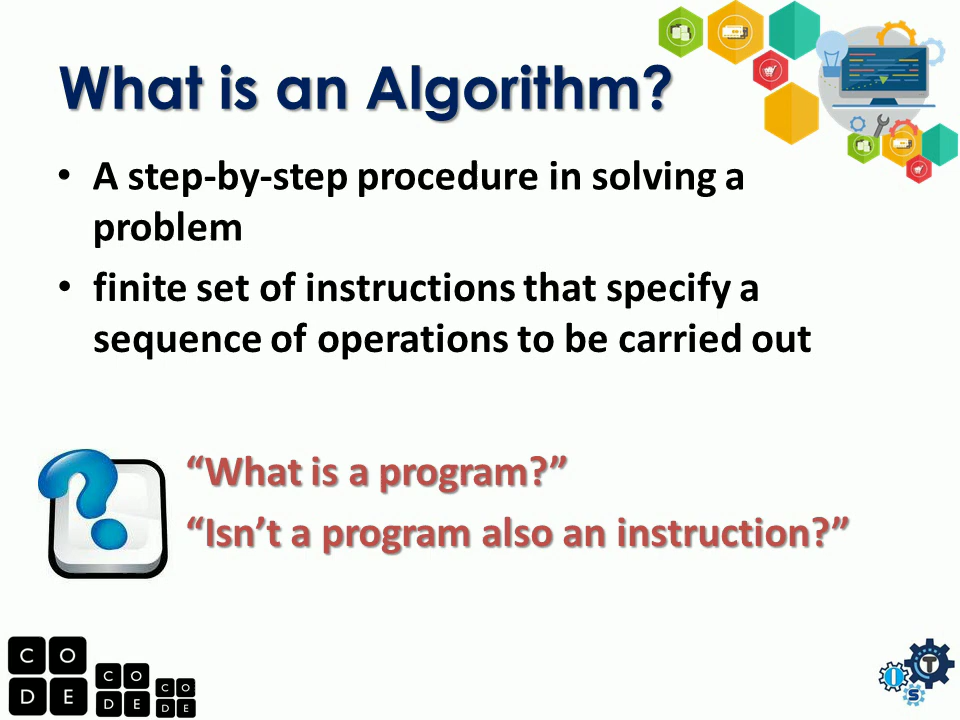 What is an Algorithm?
• A step-by-step procedure in solving a
problem
• finite set of instructions that specify a
sequence of operations to be carried out
“What is a program?”
“Isn’t a program also an instruction?”
C O
D E
C O
D E
C O
D E
I T
S